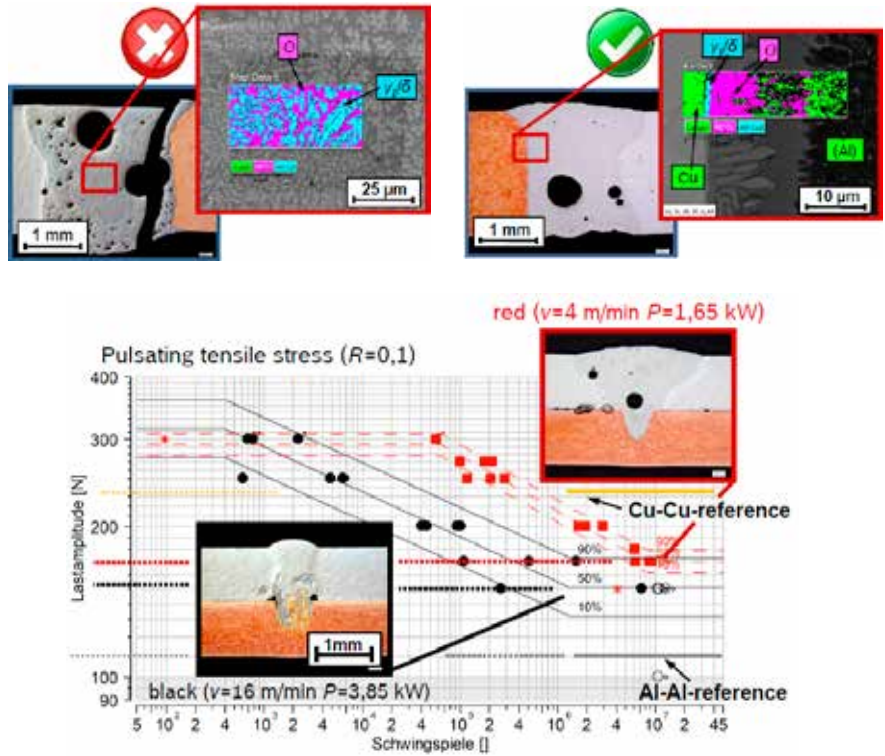 O
γ₁/δ
25 µm
1 mm
γ₁/δ
O
Cu
(Al)
10 µm
1 mm
red (v=4 m/min P=1,65 kW)
Pulsating tensile stress (R=0,1)
Lastamplitude [N]
400
300
200
100
90
Cu-Cu-reference
90%
50%
10%
90%
1mm
black (v=16 m/min P=3,85 kW)
Al-Al-reference
5 10² 2 4 10³ 2 4 10⁴ 2 4 10⁵ 2 4 10⁶ 2 4 10⁷ 2 45
Schwingspiele []